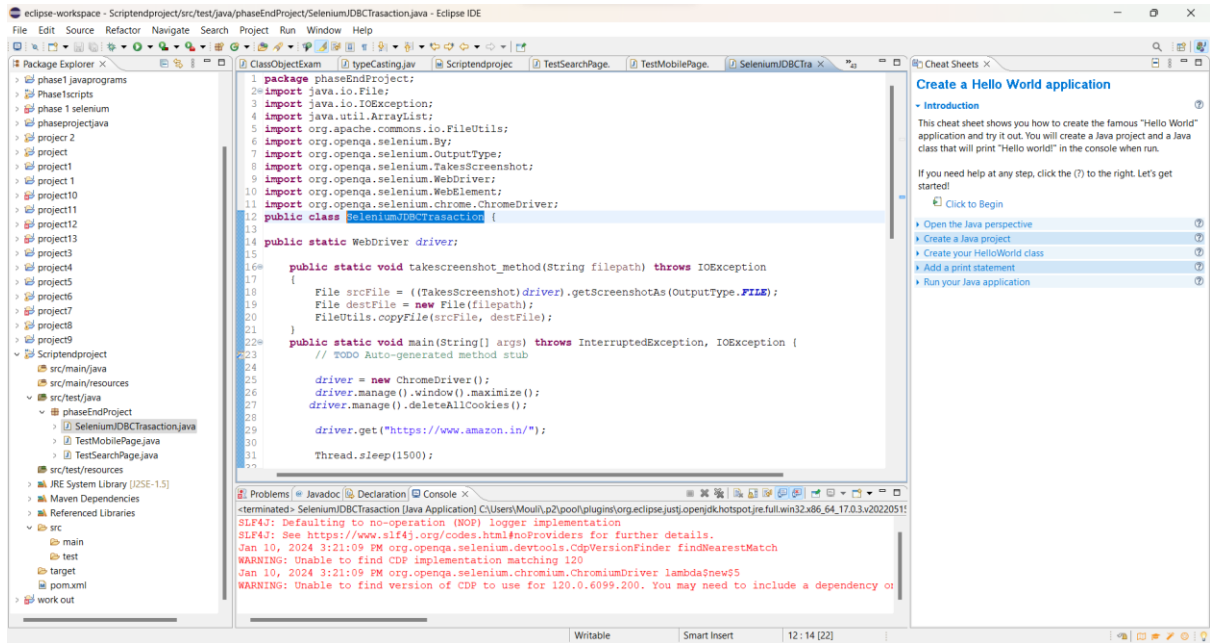 eclipse-workspace - Scriptendproject/src/test/java/phaseEndProject/SeleniumJDBCTrasaction.java - Eclipse IDE
File Edit Source Refactor Navigate Search Project Run Window Help
Package Explorer
phase1 javaprograms
Phase1scripts
phase 1 selenium
phaseprojectjava
projecr 2
project
project1
project 1
project10
project11
project12
project13
project3
project4
project5
project6
project7
project8
project9
Scriptendproject
src/main/java
src/main/resources
src/test/java
phaseEndProject
SeleniumJDBCTrasaction.java
TestMobilePage.java
TestSearchPage.java
src/test/resources
JRE System Library [J2SE-1.5]
Maven Dependencies
Referenced Libraries
src
main
test
target
pom.xml
work out
ClassObjectExam typeCasting.jav Scriptendprojec TestSearchPage. TestMobilePage. SeleniumJDBCTra
1 package phaseEndProject;
2 import java.io.File;
3 import java.io.IOException;
4 import java.util.ArrayList;
5 import org.apache.commons.io.FileUtils;
6 import org.openqa.selenium.By;
7 import org.openqa.selenium.OutputType;
8 import org.openqa.selenium.TakesScreenshot;
9 import org.openqa.selenium.WebDriver;
10 import org.openqa.selenium.WebElement;
11 import org.openqa.selenium.chrome.ChromeDriver;
12 public class SeleniumJDBCTrasaction {
13
14 public static WebDriver driver;
15
16 public static void takescreenshot_method(String filepath) throws IOException
17 {
18 File srcFile = ((TakesScreenshot)driver).getScreenshotAs(OutputType.FILE);
19 File destFile = new File(filepath);
20 FileUtils.copyFile(srcFile, destFile);
21 }
22 public static void main(String[] args) throws InterruptedException, IOException {
23 // TODO Auto-generated method stub
24
25 driver = new ChromeDriver();
26 driver.manage().window().maximize();
27 driver.manage().deleteAllCookies();
28
29 driver.get("https://www.amazon.in/");
30
31 Thread.sleep(1500);
Problems Javadoc Declaration Console
<terminated> SeleniumJDBCTrasaction [Java Application] C:\Users\Mouli\.p2\pool\plugins\org.eclipse.justj.openjdk.hotspot.jre.full.win32.x86_64_17.0.3.v2022051
SLF4J: Defaulting to no-operation (NOP) logger implementation
SLF4J: See https://www.slf4j.org/codes.html#noProviders for further details.
Jan 10, 2024 3:21:09 PM org.openqa.selenium.devtools.CdpVersionFinder findNearestMatch
WARNING: Unable to find CDP implementation matching 120
Jan 10, 2024 3:21:09 PM org.openqa.selenium.chromium.ChromiumDriver lambda$new$5
WARNING: Unable to find version of CDP to use for 120.0.6099.200. You may need to include a dependency on
Cheat Sheets
Create a Hello World application
Introduction
This cheat sheet shows you how to create the famous "Hello World"
application and try it out. You will create a Java project and a Java
class that will print "Hello world!" in the console when run.
If you need help at any step, click the (?) to the right. Let's get
started!
Click to Begin
Open the Java perspective
Create a Java project
Create your HelloWorld class
Add a print statement
Run your Java application
Writable Smart Insert 12 : 14 [22]